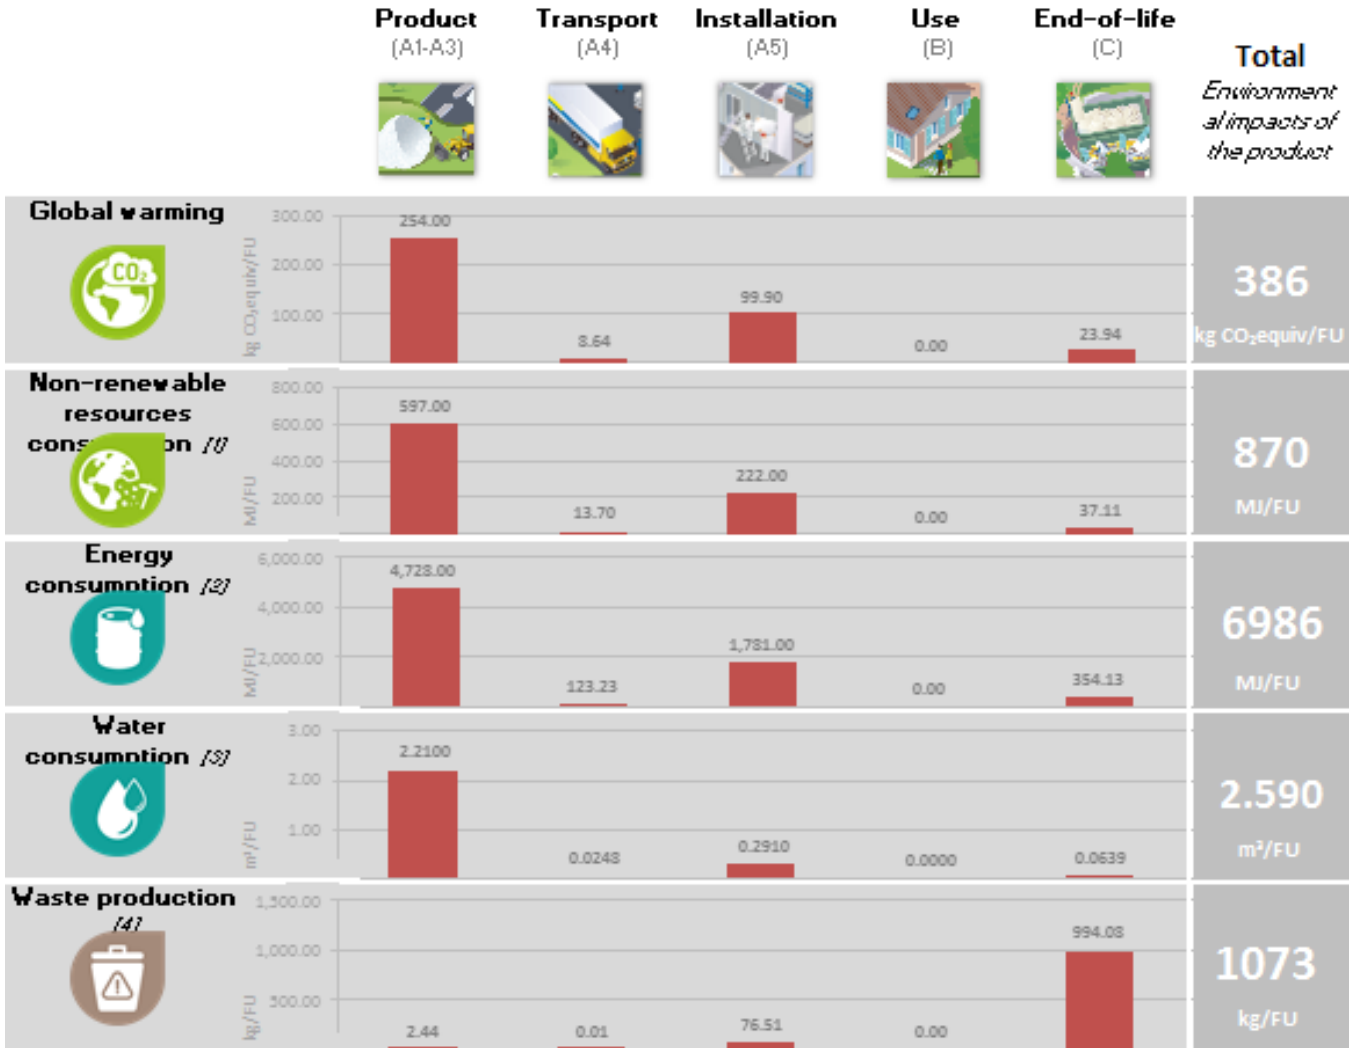 Product Transport Installation Use End-of-life
(A1-A3) (A4) (A5) (B) (C)
Total
Environment
al impacts of
the product
Global warming
kg CO₂equiv/FU
300.00
200.00
100.00
254.00
8.64
99.90
0.00
23.94
386
kg CO₂equiv/FU
CO₂
Non-renewable
resources
consumption [1]
MJ/FU
800.00
600.00
400.00
200.00
597.00
13.70
222.00
0.00
37.11
870
MJ/FU
Energy
consumption [2]
MJ/FU
6,000.00
4,000.00
2,000.00
4,728.00
123.23
1,781.00
0.00
354.13
6986
MJ/FU
Water
consumption [3]
m³/FU
3.00
2.00
1.00
2.2100
0.0248
0.2910
0.0000
0.0639
2.590
m³/FU
Waste production
[4]
kg/FU
1,500.00
1,000.00
500.00
2.44
0.01
76.51
0.00
994.08
1073
kg/FU